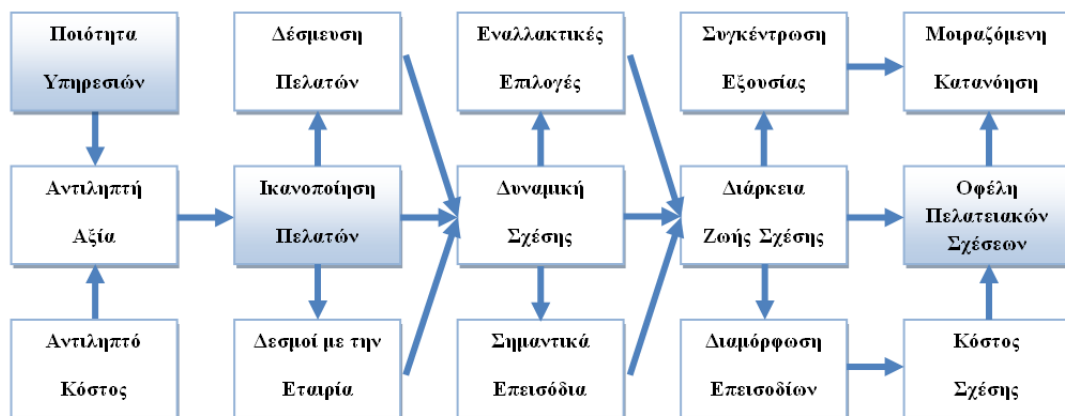 Ποιότητα
Υπηρεσιών
Δέσμευση
Πελατών
Εναλλακτικές
Επιλογές
Συγκέντρωση
Εξουσίας
Μοιραζόμενη
Κατανόηση
Αντιληπτή
Αξία
Ικανοποίηση
Πελατών
Δυναμική
Σχέσης
Διάρκεια
Ζωής Σχέσης
Οφέλη
Πελατειακών
Σχέσεων
Αντιληπτό
Κόστος
Δεσμοί με την
Εταιρία
Σημαντικά
Επεισόδια
Διαμόρφωση
Επεισοδίων
Κόστος
Σχέσης